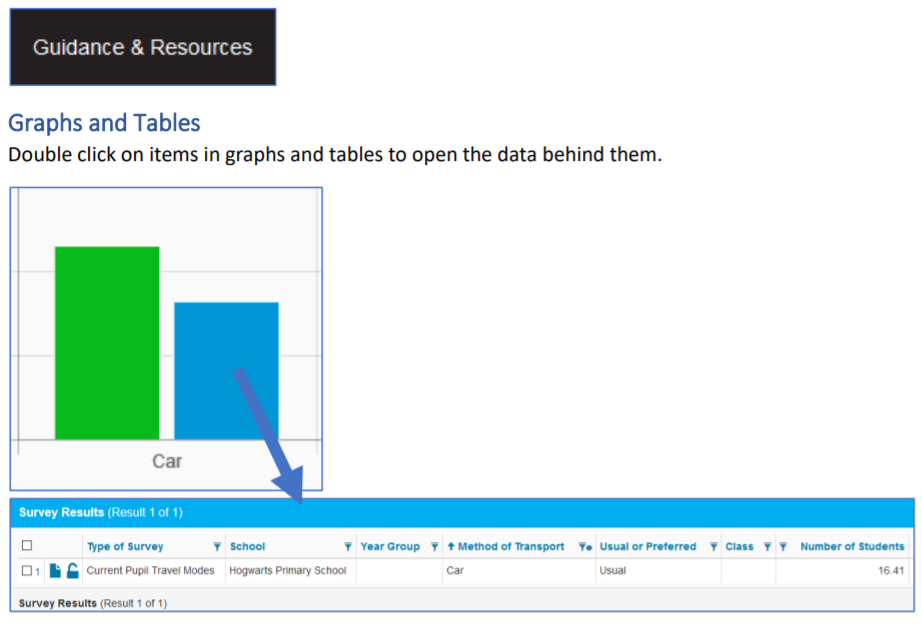 Guidance & Resources
Graphs and Tables
Double click on items in graphs and tables to open the data behind them.
Car
Survey Results (Result 1 of 1)
Type of Survey School Year Group Method of Transport Usual or Preferred Class Number of Students
1 Current Pupil Travel Modes Hogwarts Primary School Car Usual 16.41
Survey Results (Result 1 of 1)